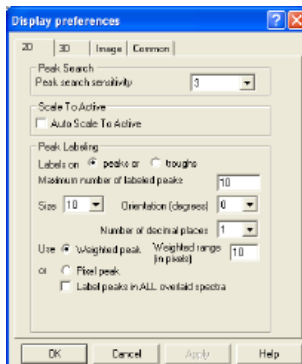 Display preferences
2D 3D Image Common
Peak Search
Peak search sensitivity 3
Scale To Active
Auto Scale To Active
Peak Labeling
Labels on peaks or troughs
Maximum number of labeled peaks 10
Size 10 Orientation (degrees) 0
Number of decimal places 1
Use Weighted peak Weighted range (in pixels) 10
or Pixel peak
Label peaks in ALL overlaid spectra
OK Cancel Apply Help